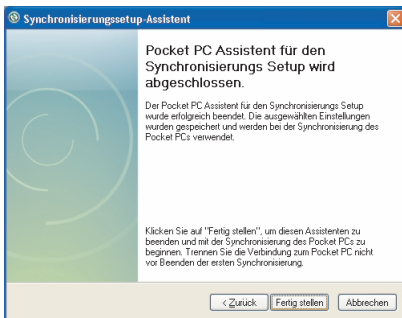 Synchronisierungssetup-Assistent
Pocket PC Assistent für den
Synchronisierungs Setup wird
abgeschlossen.
Der Pocket PC Assistent für den Synchronisierungs Setup
wurde erfolgreich beendet. Die ausgewählten Einstellungen
wurden gespeichert und werden bei der Synchronisierung des
Pocket PCs verwendet.
Klicken Sie auf "Fertig stellen", um diesen Assistenten zu
beenden und mit der Synchronisierung des Pocket PCs zu
beginnen. Trennen Sie die Verbindung zum Pocket PC nicht
vor Beenden der ersten Synchronisierung.
< Zurück Fertig stellen Abbrechen